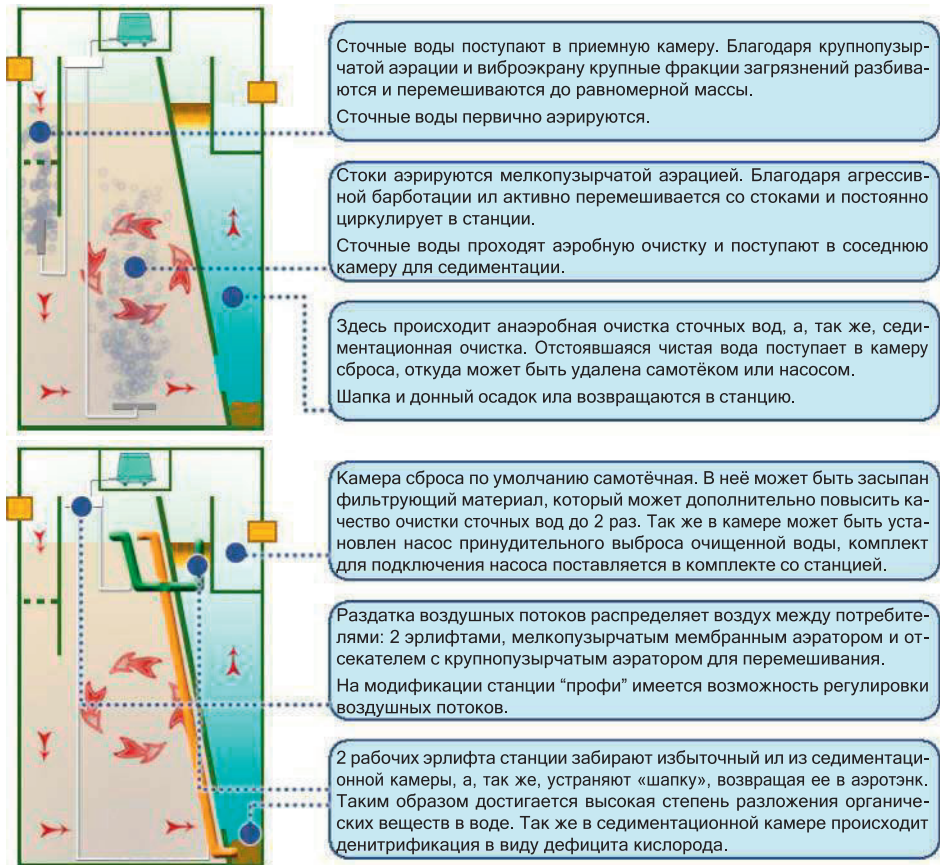 Сточные воды поступают в приемную камеру. Благодаря крупнопузыр-
чатой аэрации и виброэкрану крупные фракции загрязнений разбива-
ются и перемешиваются до равномерной массы.
Сточные воды первично аэрируются.
Стоки аэрируются мелкопузырчатой аэрацией. Благодаря агрессив-
ной барботации ил активно перемешивается со стоками и постоянно
циркулирует в станции.
Сточные воды проходят аэробную очистку и поступают в соседнюю
камеру для седиментации.
Здесь происходит анаэробная очистка сточных вод, а, так же, седи-
ментационная очистка. Отстоявшаяся чистая вода поступает в камеру
сброса, откуда может быть удалена самотёком или насосом.
Шапка и донный осадок ила возвращаются в станцию.
Камера сброса по умолчанию самотёчная. В неё может быть засыпан
фильтрующий материал, который может дополнительно повысить ка-
чество очистки сточных вод до 2 раз. Так же в камере может быть уста-
новлен насос принудительного выброса очищенной воды, комплект
для подключения насоса поставляется в комплекте со станцией.
Раздатка воздушных потоков распределяет воздух между потребите-
лями: 2 эрлифтами, мелкопузырчатым мембранным аэратором и от-
секателем с крупнопузырчатым аэратором для перемешивания.
На модификации станции “профи” имеется возможность регулировки
воздушных потоков.
2 рабочих эрлифта станции забирают избыточный ил из седиментаци-
онной камеры, а, так же, устраняют «шапку», возвращая ее в аэротэнк.
Таким образом достигается высокая степень разложения органиче-
ских веществ в воде. Так же в седиментационной камере происходит
денитрификация в виду дефицита кислорода.